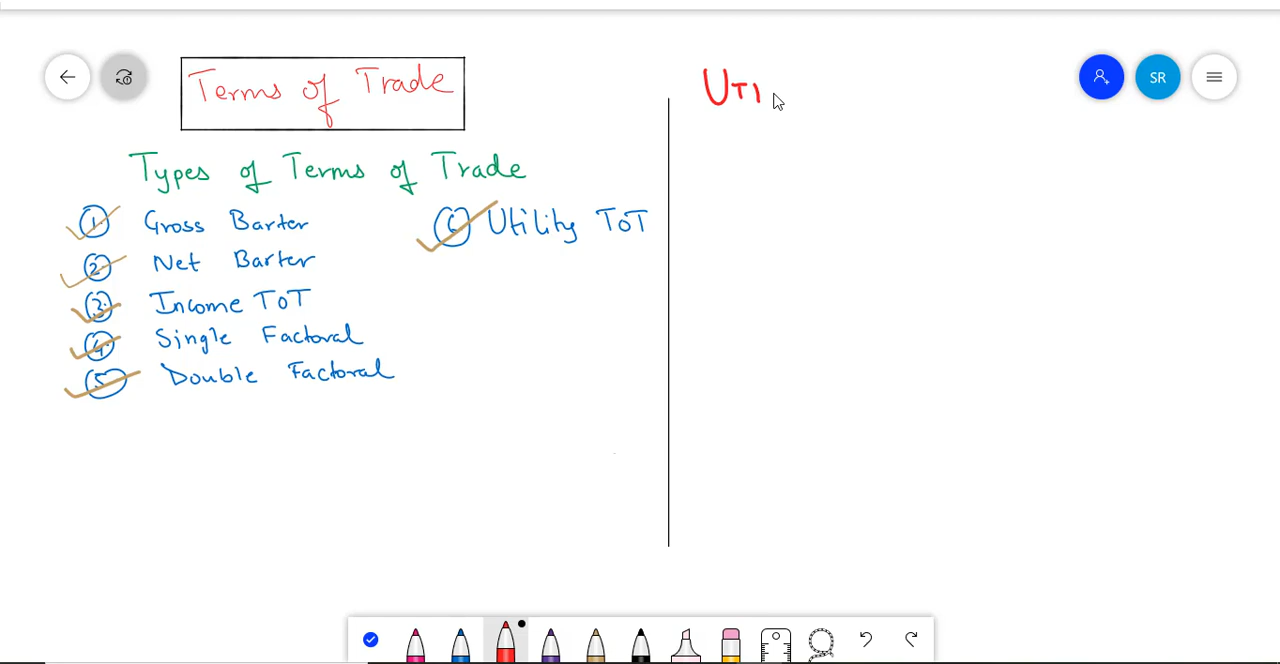 Terms of Trade
Types of Terms of Trade
1. Gross Barter
2. Net Barter
3. Income ToT
4. Single Factoral
5. Double Factoral
6 Utility ToT
UTI
SR